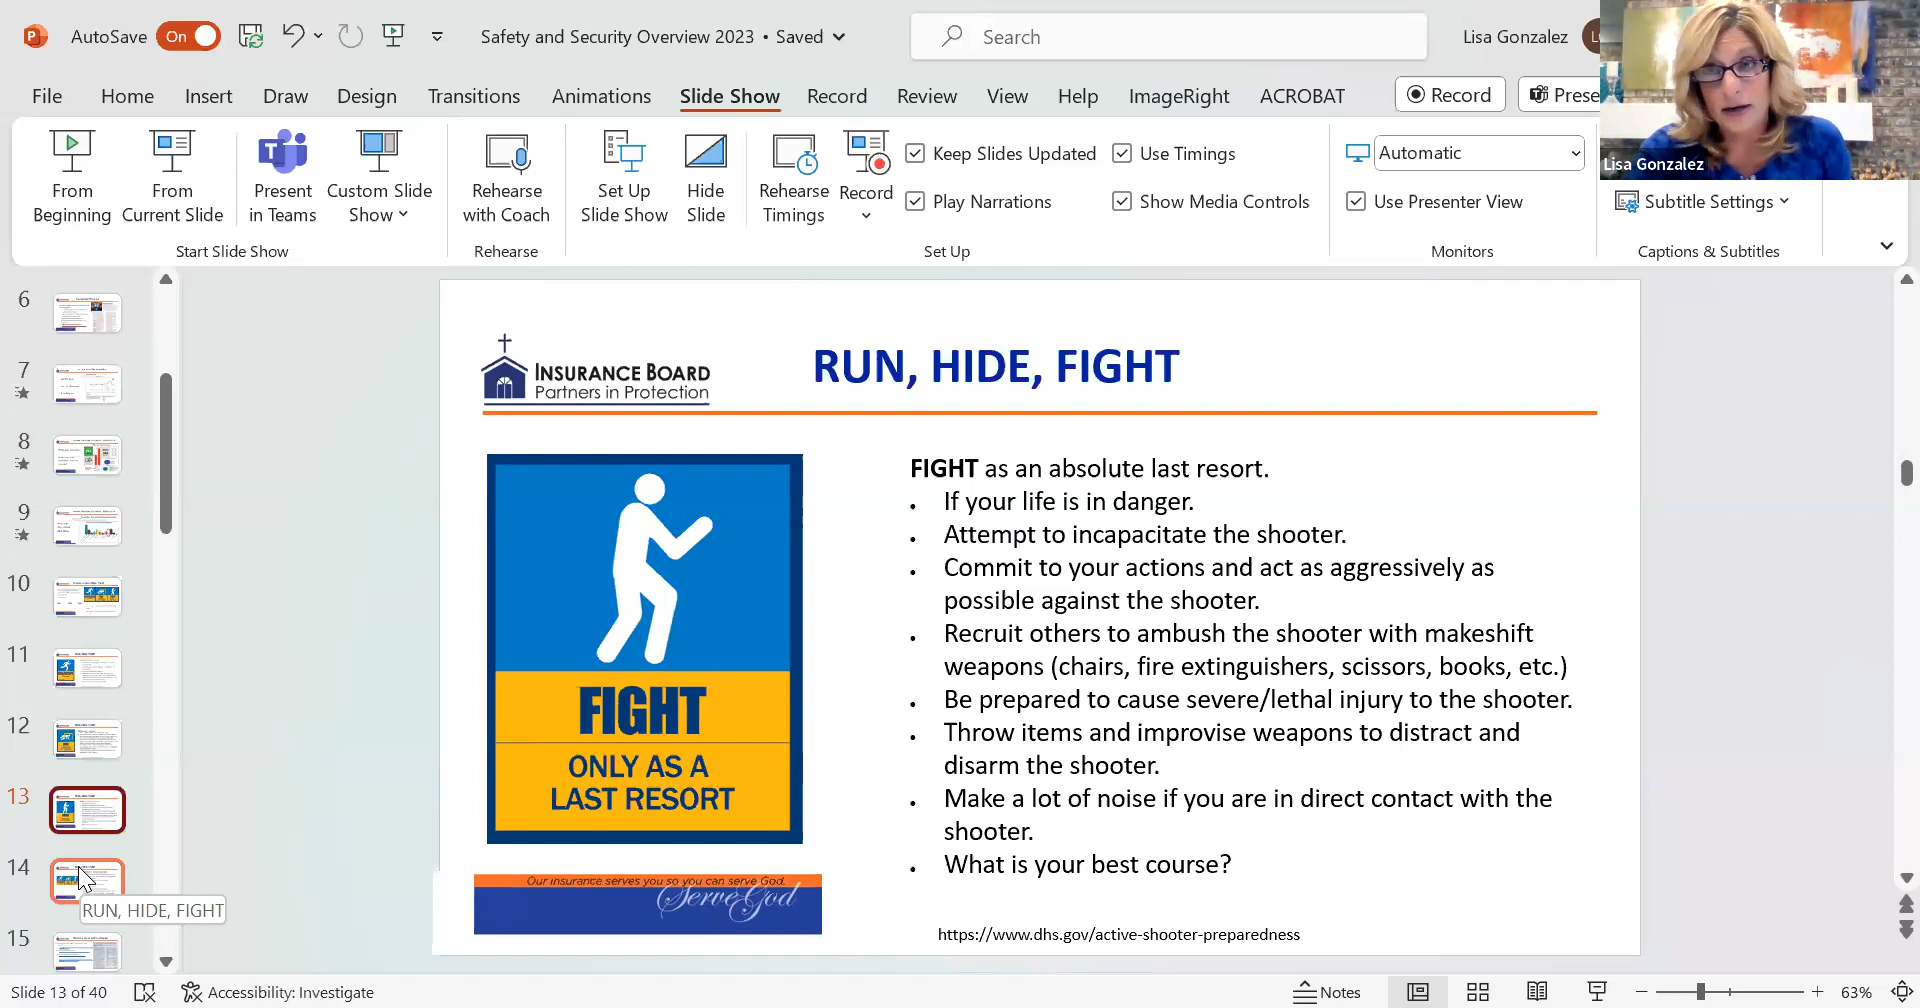 AutoSave On Safety and Security Overview 2023 • Saved Search Lisa Gonzalez
File Home Insert Draw Design Transitions Animations Slide Show Record Review View Help ImageRight ACROBAT Record Prese
Lisa Gonzalez
From Beginning
From Current Slide
Present in Teams
Custom Slide Show
Rehearse with Coach
Set Up Slide Show
Hide Slide
Rehearse Timings
Record
Keep Slides Updated
Play Narrations
Use Timings
Show Media Controls
Automatic
Use Presenter View
Subtitle Settings
Start Slide Show Rehearse Set Up Monitors Captions & Subtitles
6
7
8
9
10
11
12
13
14
RUN, HIDE, FIGHT
15
INSURANCE BOARD
Partners in Protection
RUN, HIDE, FIGHT
FIGHT
ONLY AS A
LAST RESORT
FIGHT as an absolute last resort.
• If your life is in danger.
• Attempt to incapacitate the shooter.
• Commit to your actions and act as aggressively as
possible against the shooter.
• Recruit others to ambush the shooter with makeshift
weapons (chairs, fire extinguishers, scissors, books, etc.)
• Be prepared to cause severe/lethal injury to the shooter.
• Throw items and improvise weapons to distract and
disarm the shooter.
• Make a lot of noise if you are in direct contact with the
shooter.
• What is your best course?
Our insurance serves you so you can serve God.
Serve God
https://www.dhs.gov/active-shooter-preparedness
Slide 13 of 40 Accessibility: Investigate Notes 63%